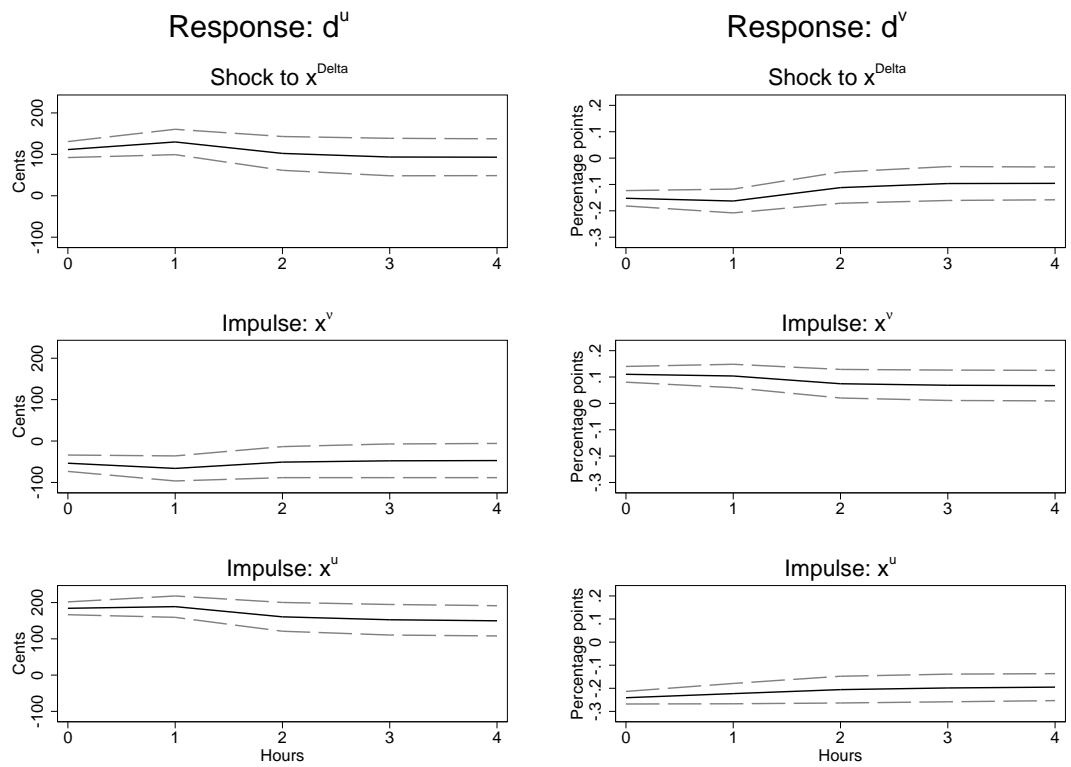 Response: d^u
Response: d^v
Shock to x^Delta
Shock to x^Delta
Cents
200
100
0
-100
0 1 2 3 4
Percentage points
.2
.1
0
-.1
-.2
-.3
0 1 2 3 4
Impulse: x^ν
Impulse: x^ν
Cents
200
100
0
-100
0 1 2 3 4
Percentage points
.2
.1
0
-.1
-.2
-.3
0 1 2 3 4
Impulse: x^u
Impulse: x^u
Cents
200
100
0
-100
0 1 2 3 4
Hours
Percentage points
.2
.1
0
-.1
-.2
-.3
0 1 2 3 4
Hours